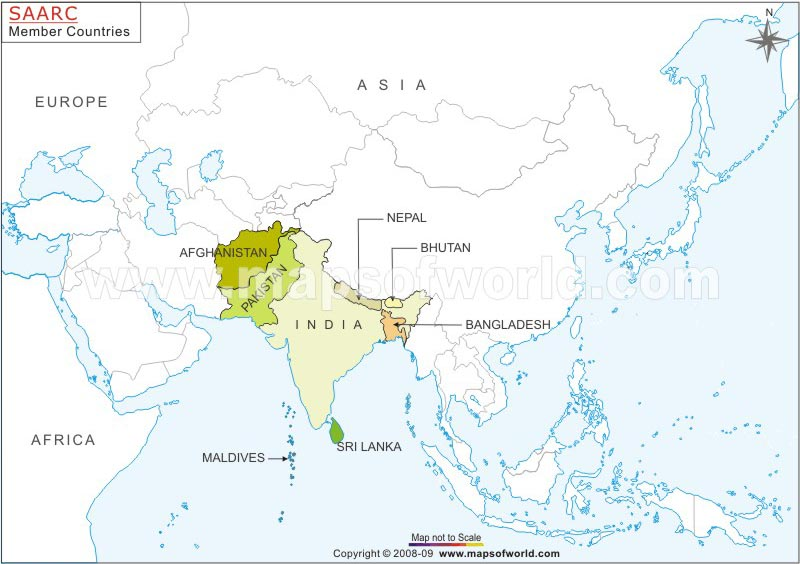 SAARC
Member Countries
N
ASIA
EUROPE
NEPAL
AFGHANISTAN
BHUTAN
www.mapsofworld.com
PAKISTAN
INDIA
BANGLADESH
AFRICA
SRI LANKA
MALDIVES
Map not to Scale
Copyright © 2008-09 www.mapsofworld.com